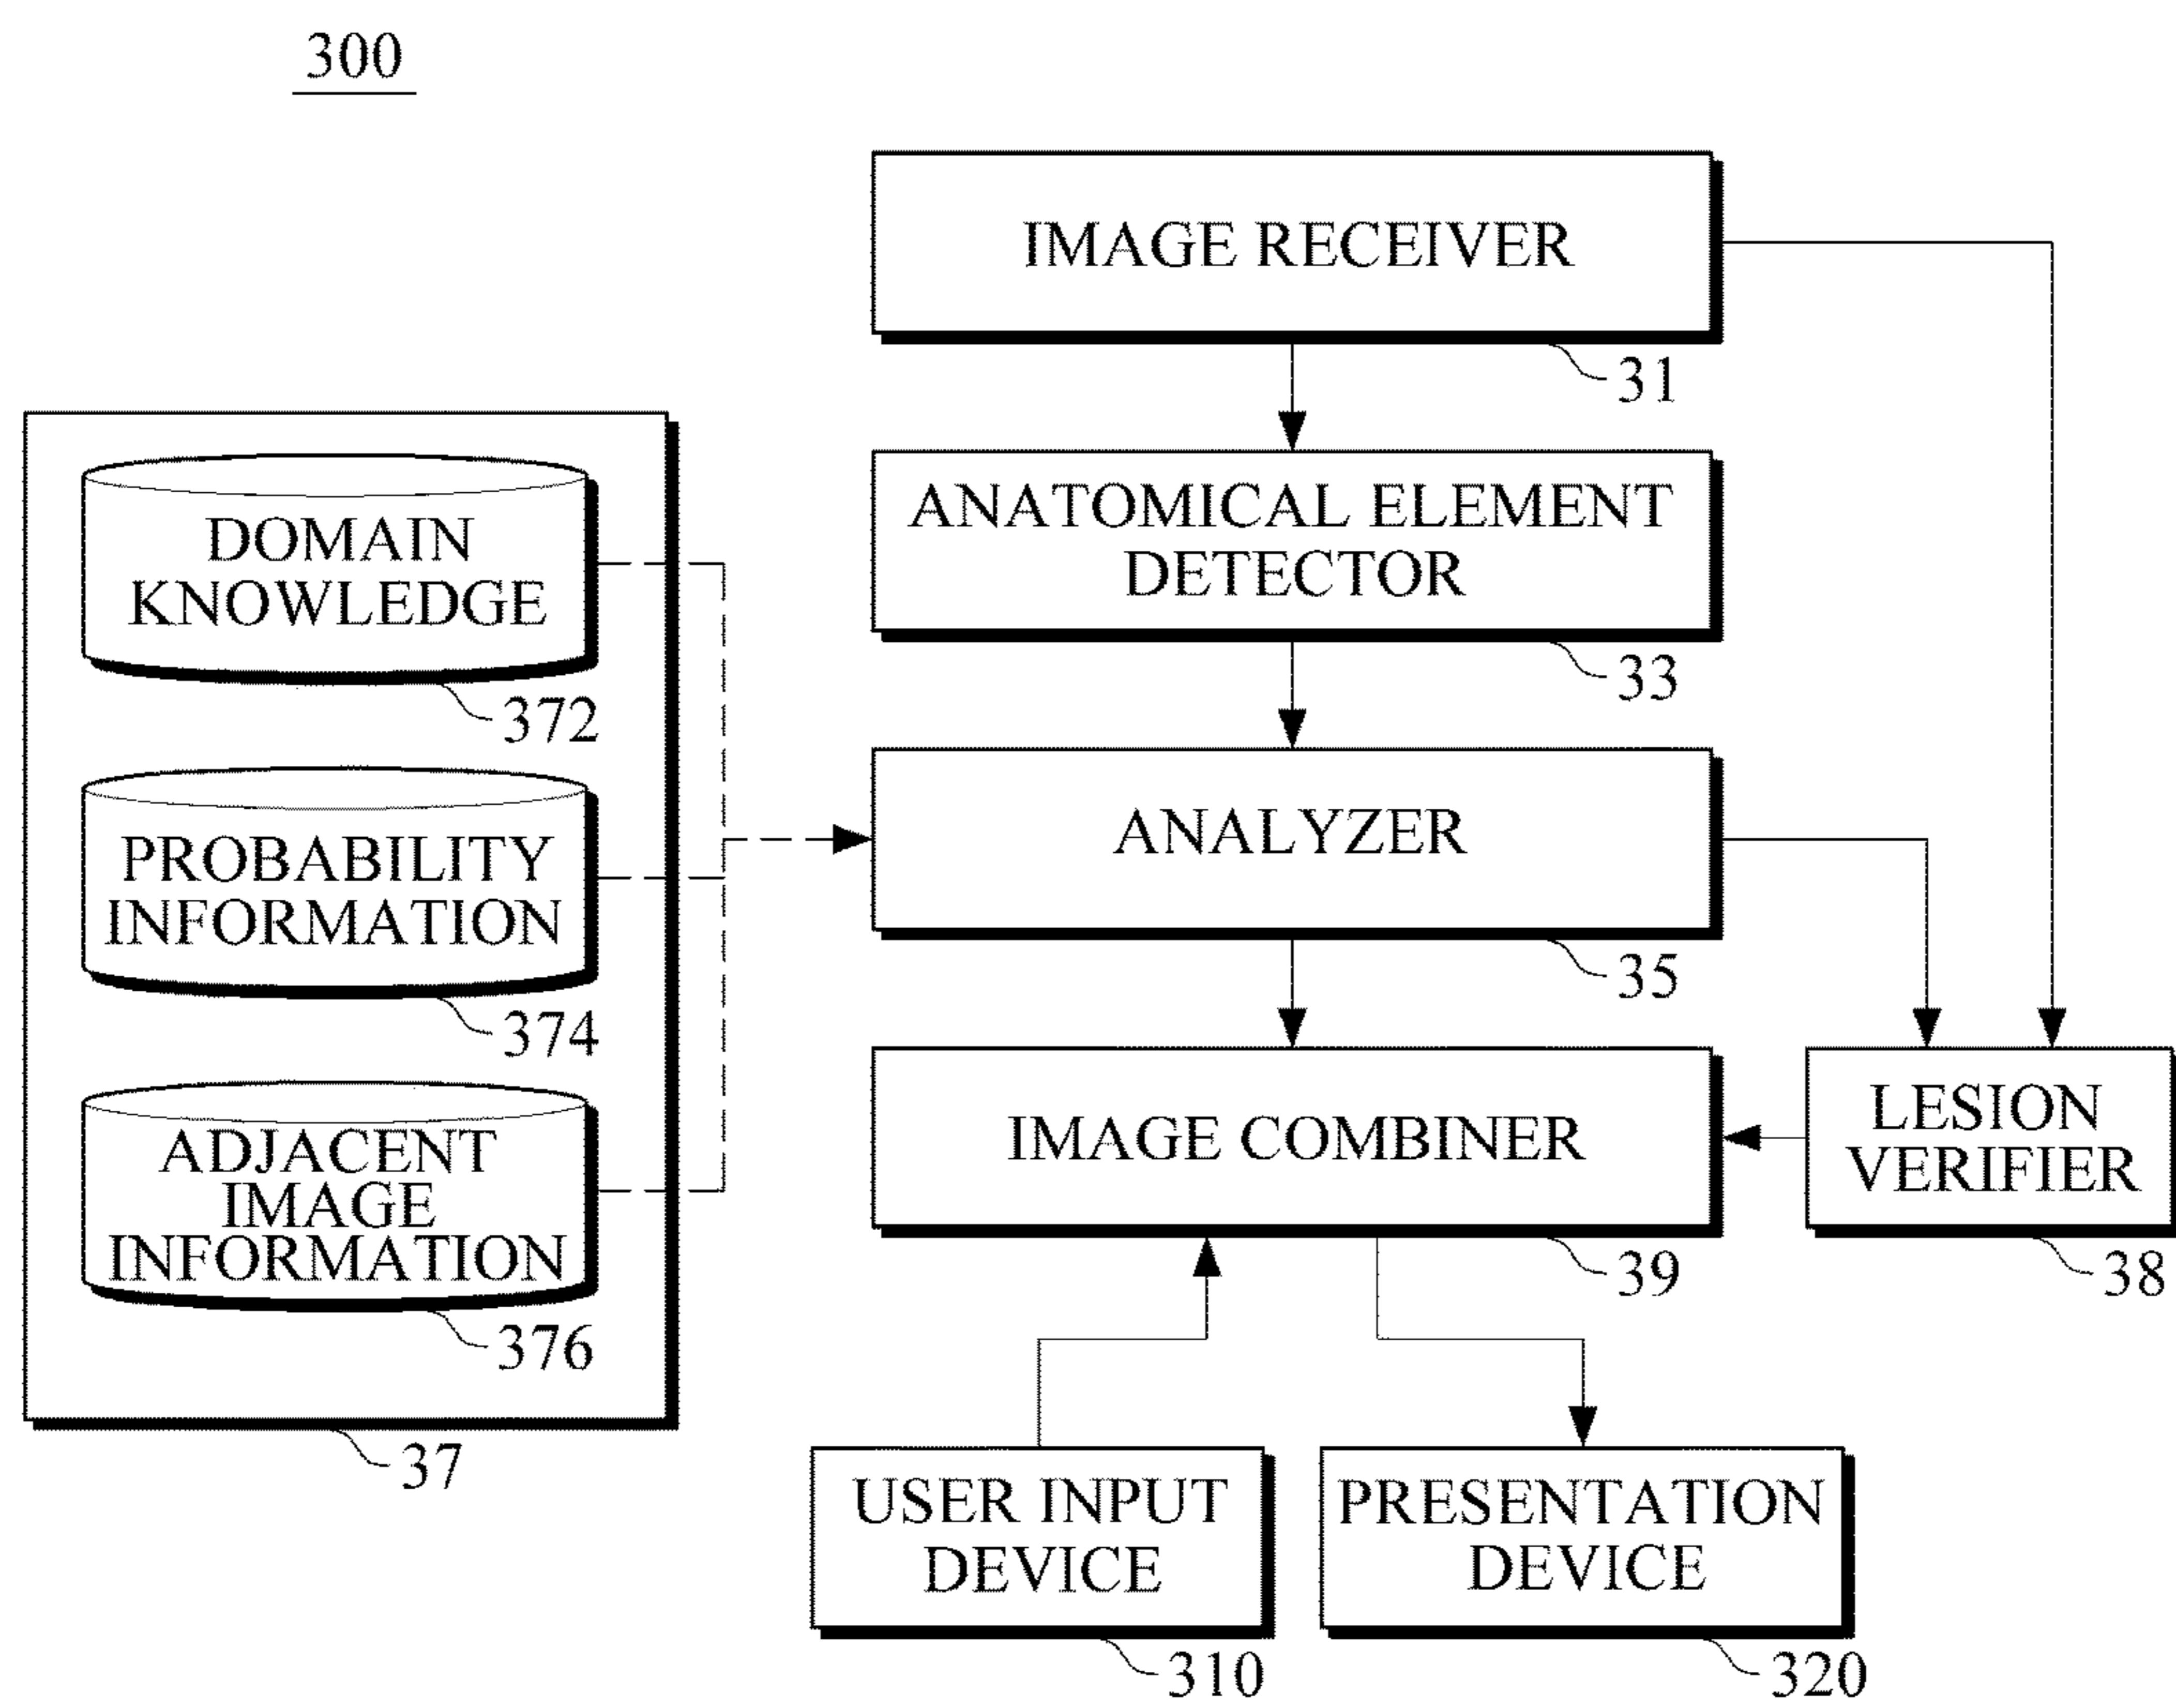 300
IMAGE RECEIVER
31
ANATOMICAL ELEMENT
DETECTOR
33
DOMAIN
KNOWLEDGE
372
PROBABILITY
INFORMATION
374
ADJACENT
IMAGE
INFORMATION
376
37
ANALYZER
35
IMAGE COMBINER
39
LESION
VERIFIER
38
USER INPUT
DEVICE
310
PRESENTATION
DEVICE
320